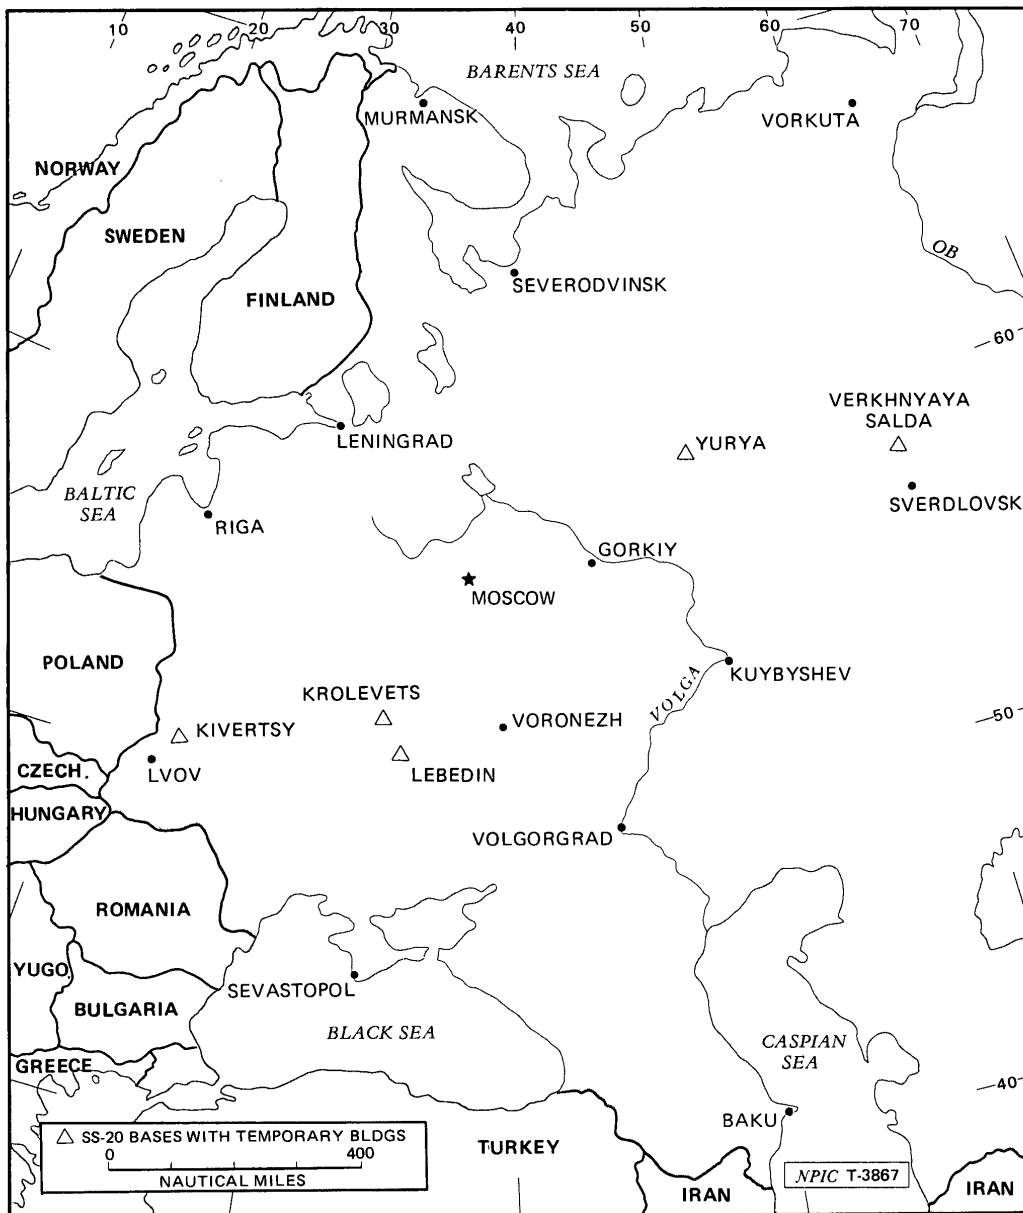 10 20 30 40 50 60 70
BARENTS SEA
MURMANSK
VORKUTA
NORWAY
SWEDEN
OB
SEVERODVINSK
FINLAND
60
VERKHNYAYA
SALDA
LENINGRAD
YURYA
BALTIC
SEA
SVERDLOVSK
RIGA
GORKIY
MOSCOW
POLAND
KUYBYSHEV
VOLGA
KROLEVETS
50
VORONEZH
KIVERTSY
CZECH.
LVOV
LEBEDIN
HUNGARY
VOLGORGRAD
ROMANIA
YUGO.
SEVASTOPOL
BULGARIA
BLACK SEA
CASPIAN
SEA
GREECE
40
BAKU
SS-20 BASES WITH TEMPORARY BLDGS
0 400
NAUTICAL MILES
TURKEY
NPIC T-3867
IRAN
IRAN